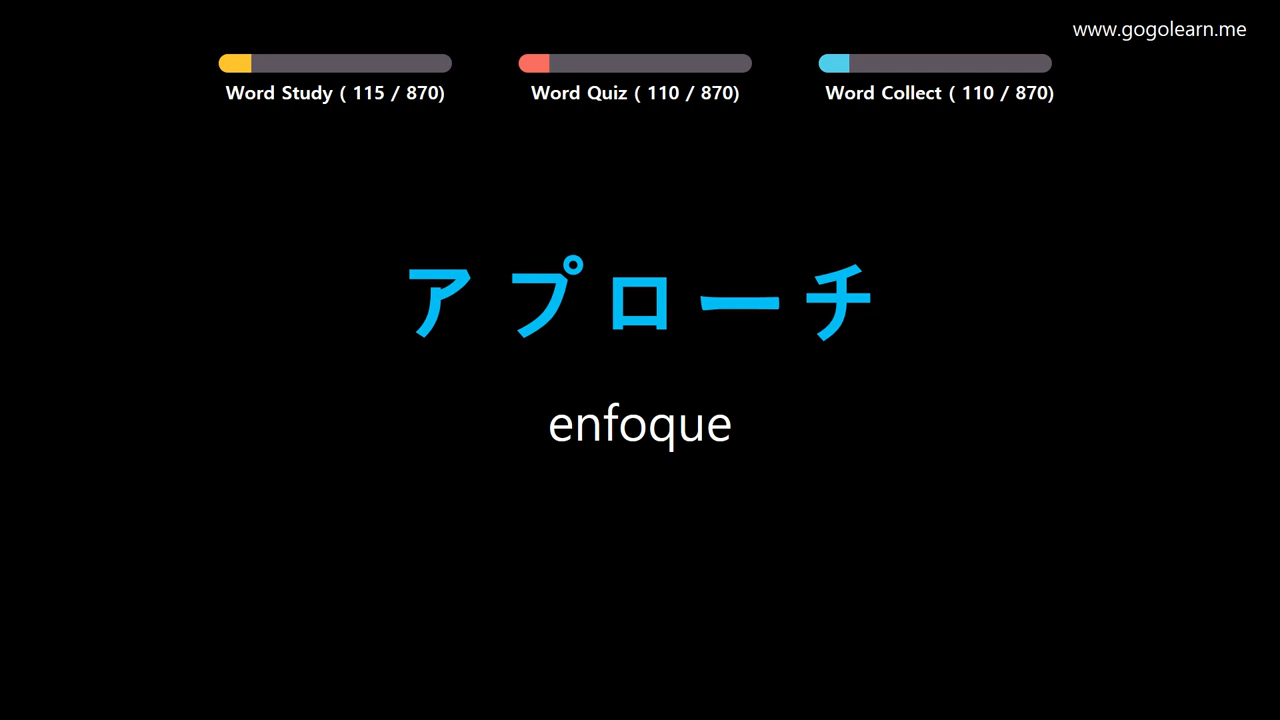 www.gogolearn.me
Word Study ( 115 / 870)
Word Quiz ( 110 / 870)
Word Collect ( 110 / 870)
アプローチ
enfoque